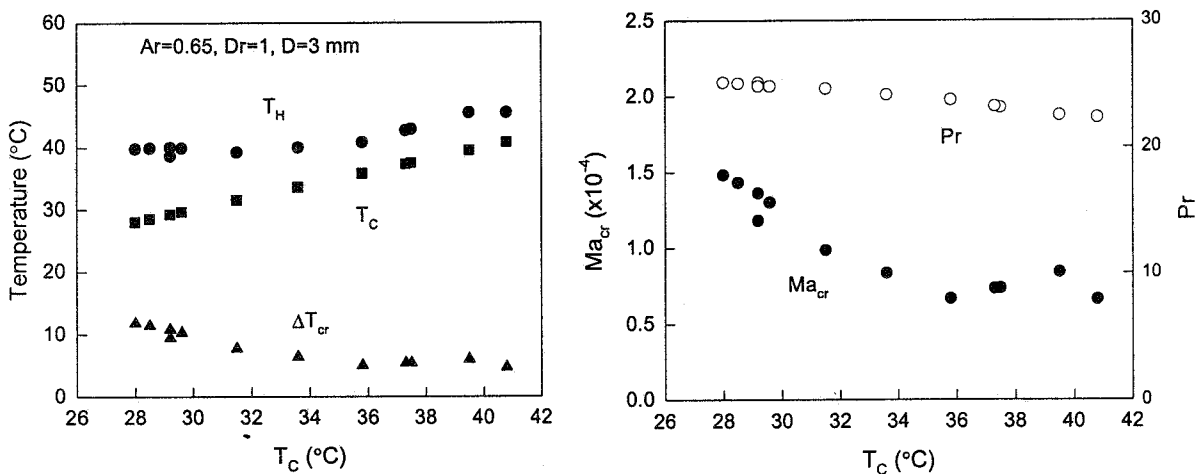 60
50
40
30
20
10
0
Temperature (°C)
Ar=0.65, Dr=1, D=3 mm
T_H
T_C
ΔT_cr
26 28 30 32 34 36 38 40 42
T_C (°C)
2.5
2.0
1.5
1.0
0.5
0.0
Ma_cr (x10^-4)
Pr
Ma_cr
30
20
10
0
Pr
26 28 30 32 34 36 38 40 42
T_C (°C)